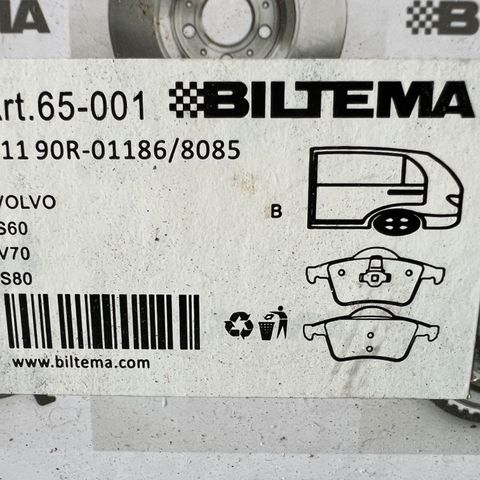 Art.65-001 BILTEMA
11 90R-01186/8085
VOLVO
S60
V70
S80
B
www.biltema.com